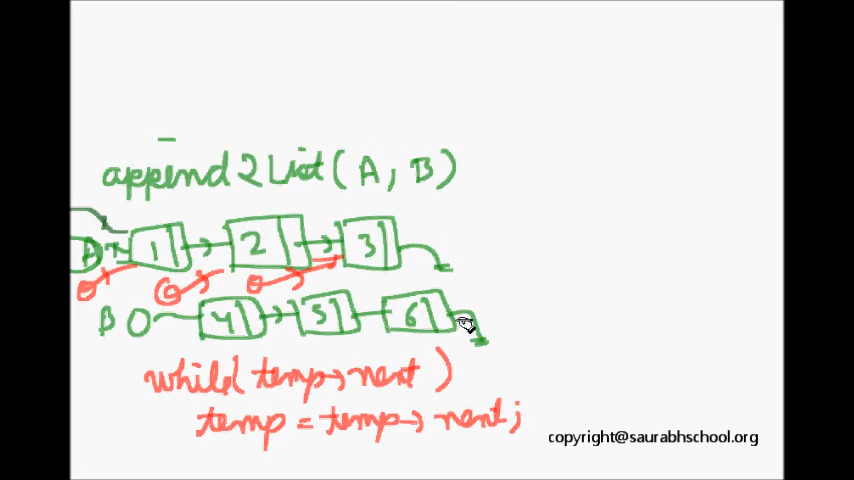 append2List(A, B)
A 1 2 3
B 4 5 6
while(temp→next)
temp = temp→next;
copyright@saurabhschool.org